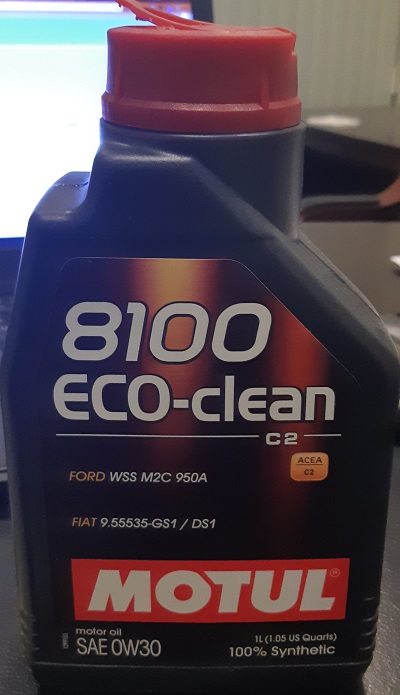 8100
ECO-clean
C2
ACEA
C2
FORD WSS M2C 950A
FIAT 9.55535-GS1 / DS1
MOTUL®
motor oil
SAE 0W30
1L (1.05 US Quarts)
100% Synthetic